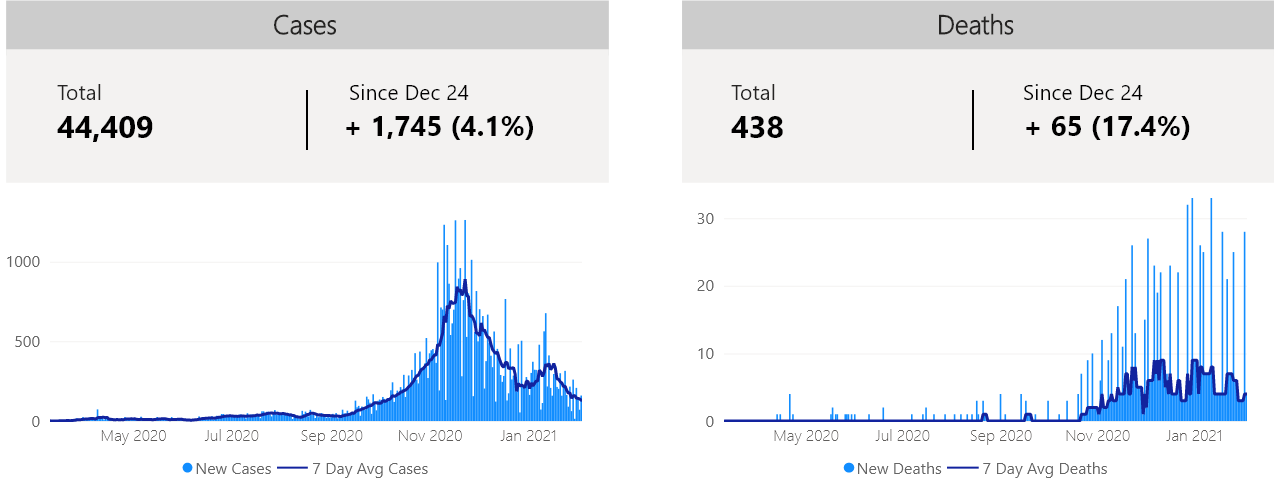 Cases
Total
Since Dec 24
44,409
+ 1,745 (4.1%)
1000
500
0
May 2020 Jul 2020 Sep 2020 Nov 2020 Jan 2021
New Cases 7 Day Avg Cases
Deaths
Total
Since Dec 24
438
+ 65 (17.4%)
30
20
10
0
May 2020 Jul 2020 Sep 2020 Nov 2020 Jan 2021
New Deaths 7 Day Avg Deaths